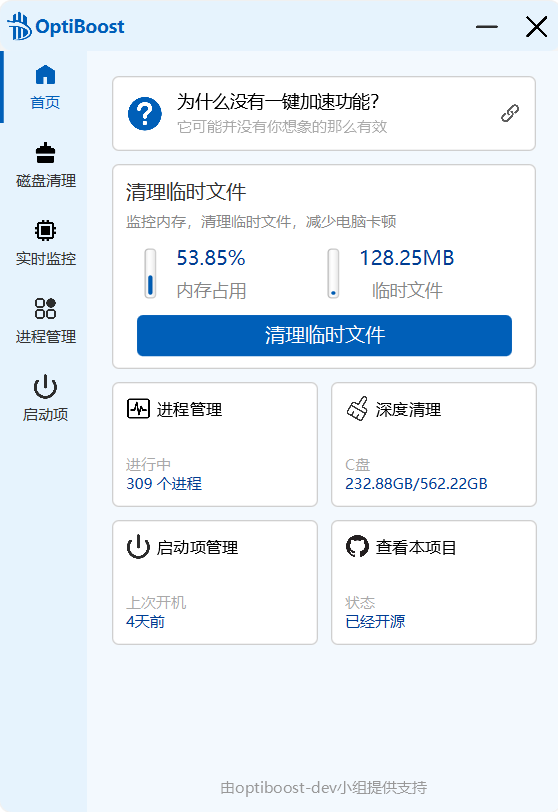 OptiBoost
首页
磁盘清理
实时监控
进程管理
启动项
为什么没有一键加速功能?
它可能并没有你想象的那么有效
清理临时文件
监控内存，清理临时文件，减少电脑卡顿
53.85%
内存占用
128.25MB
临时文件
清理临时文件
进程管理
进行中
309 个进程
深度清理
C盘
232.88GB/562.22GB
启动项管理
上次开机
4天前
查看本项目
状态
已经开源
由optiboost-dev小组提供支持